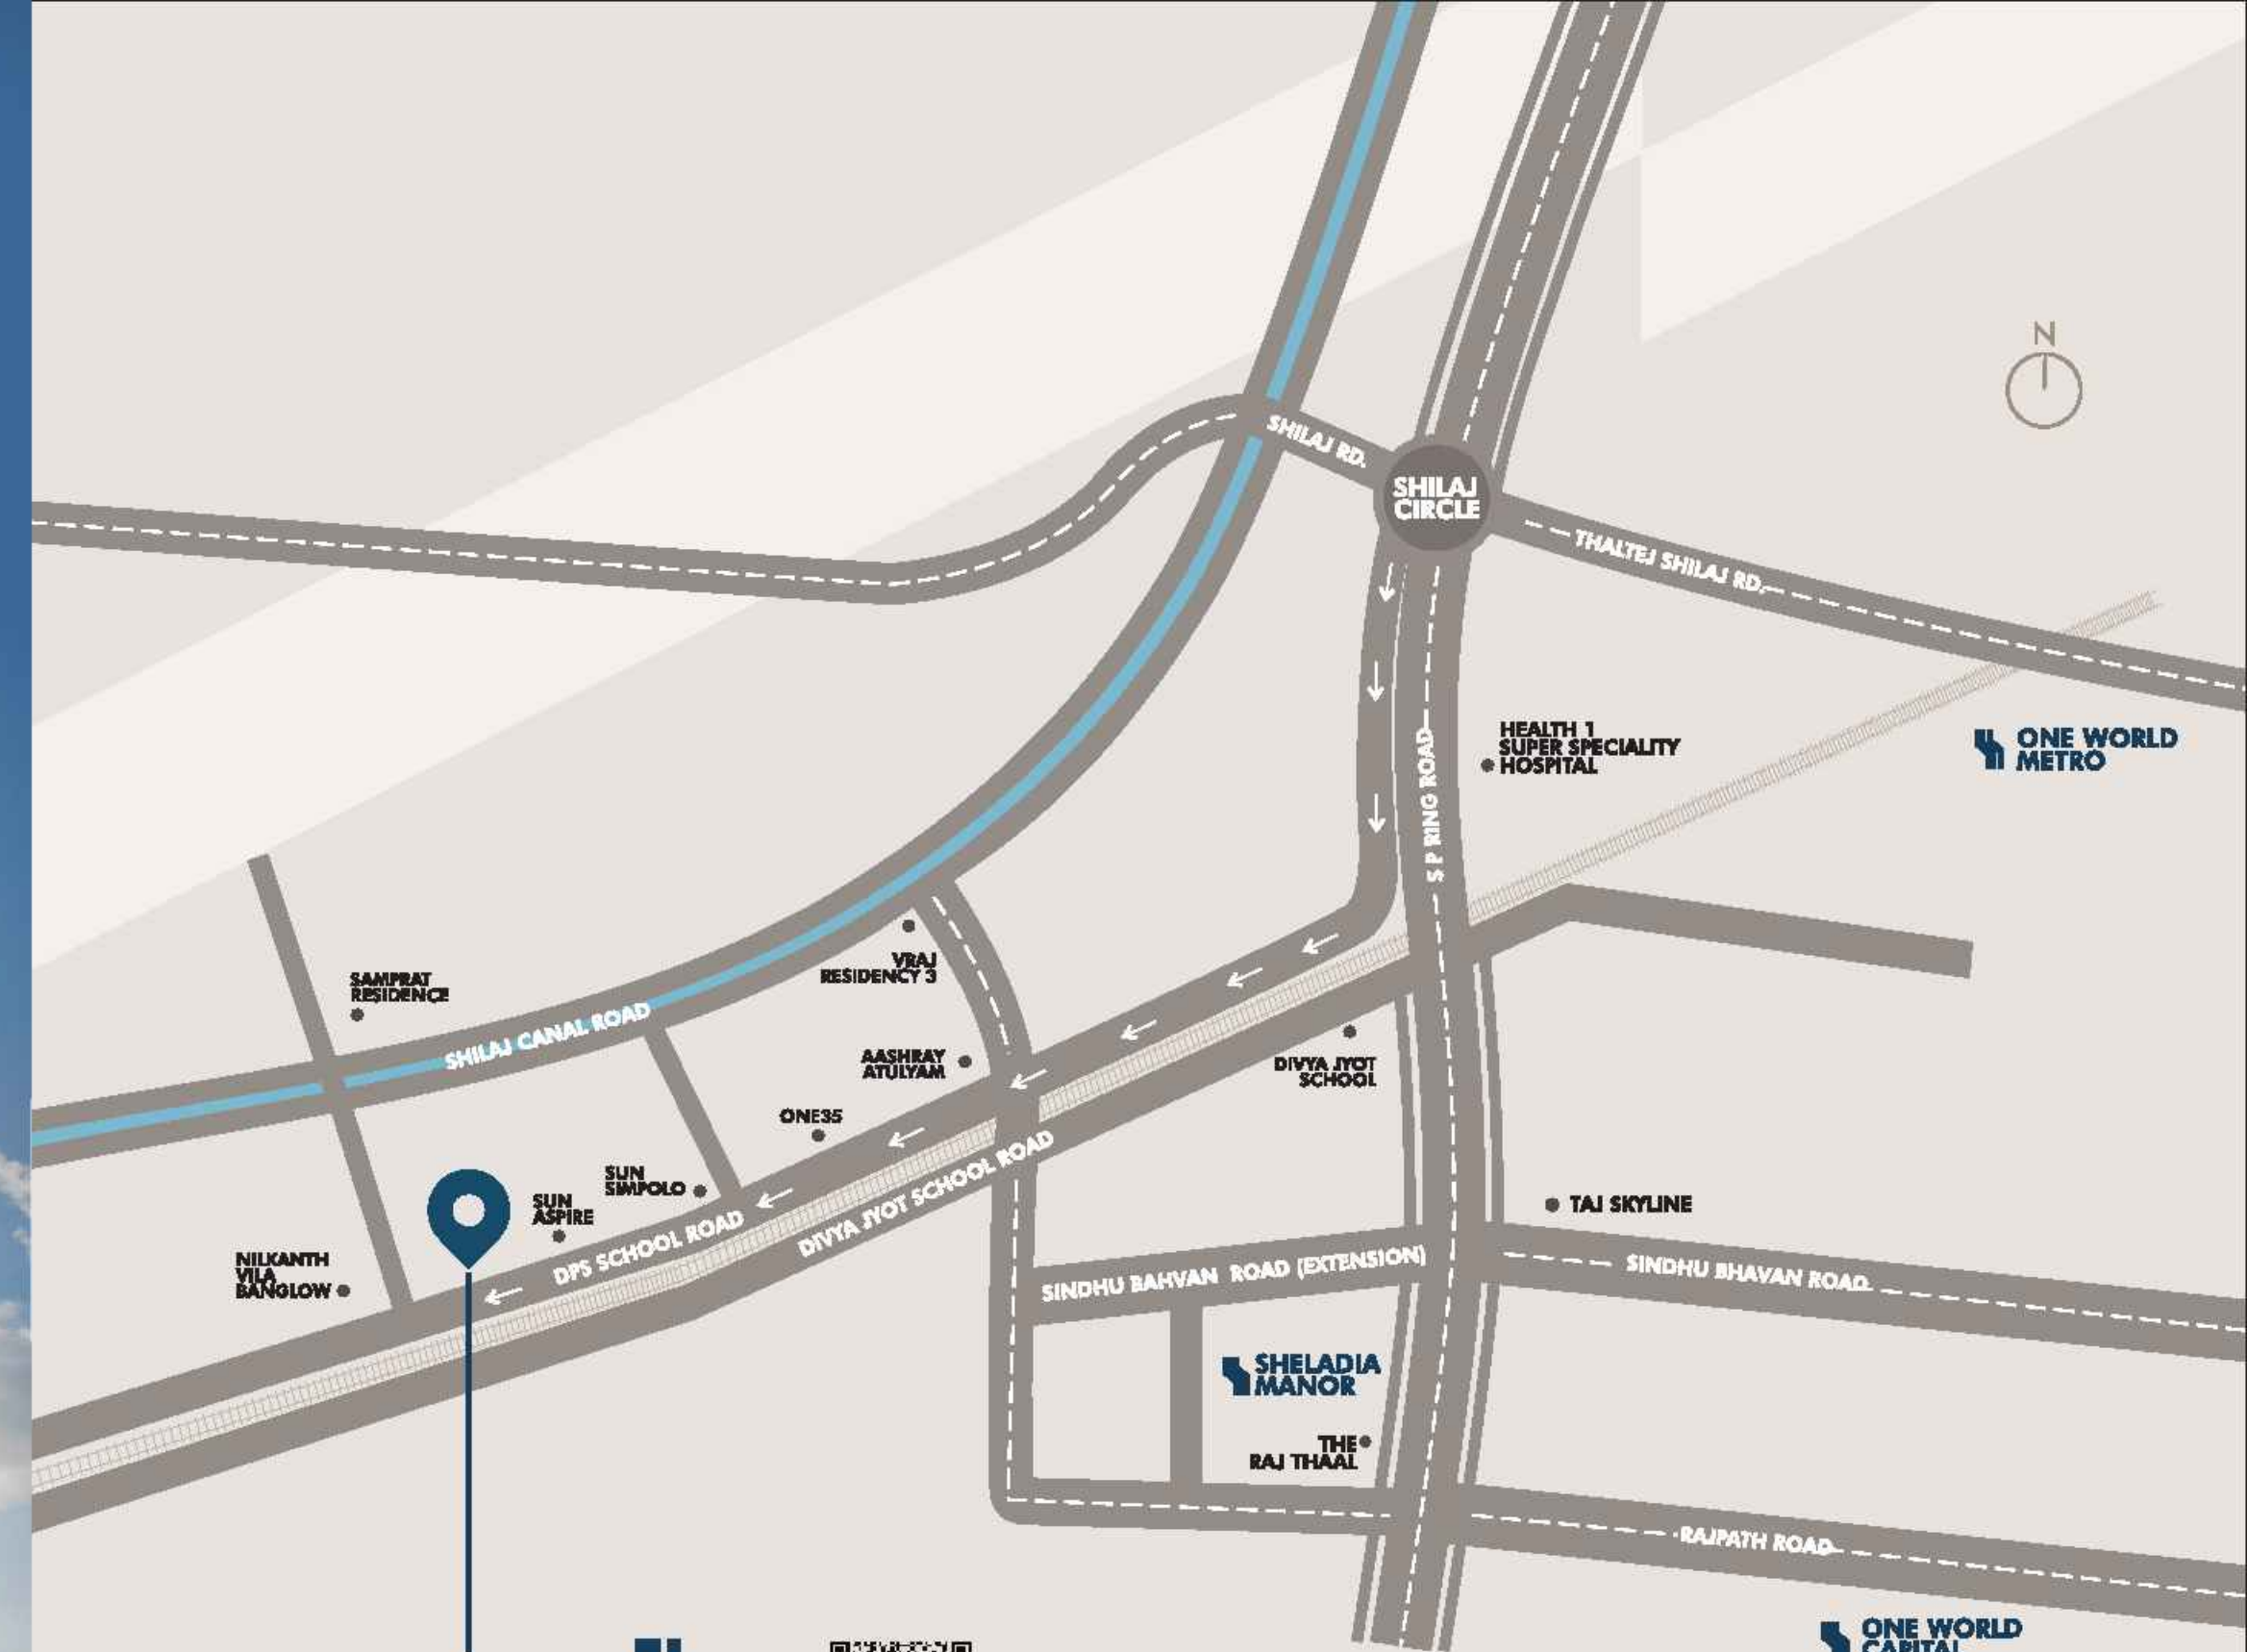 N
SHILAJ RD.
SHILAJ
CIRCLE
THALTEJ SHILAJ RD.
HEALTH 1
SUPER SPECIALITY
HOSPITAL
ONE WORLD
METRO
S P RING ROAD
VRAJ
RESIDENCY 3
SAMPRAT
RESIDENCE
SHILAJ CANAL ROAD
AASHRAY
ATULYAM
DIVYA JYOT
SCHOOL
ONE35
SUN
SIMPOLO
SUN
ASPIRE
DPS SCHOOL ROAD
DIVYA JYOT SCHOOL ROAD
TAJ SKYLINE
NILKANTH
VILA
BANGLOW
SINDHU BAHVAN ROAD (EXTENSION)
SINDHU BHAVAN ROAD
SHELADIA
MANOR
THE
RAJ THAAL
RAJPATH ROAD
ONE WORLD
CAPITAL